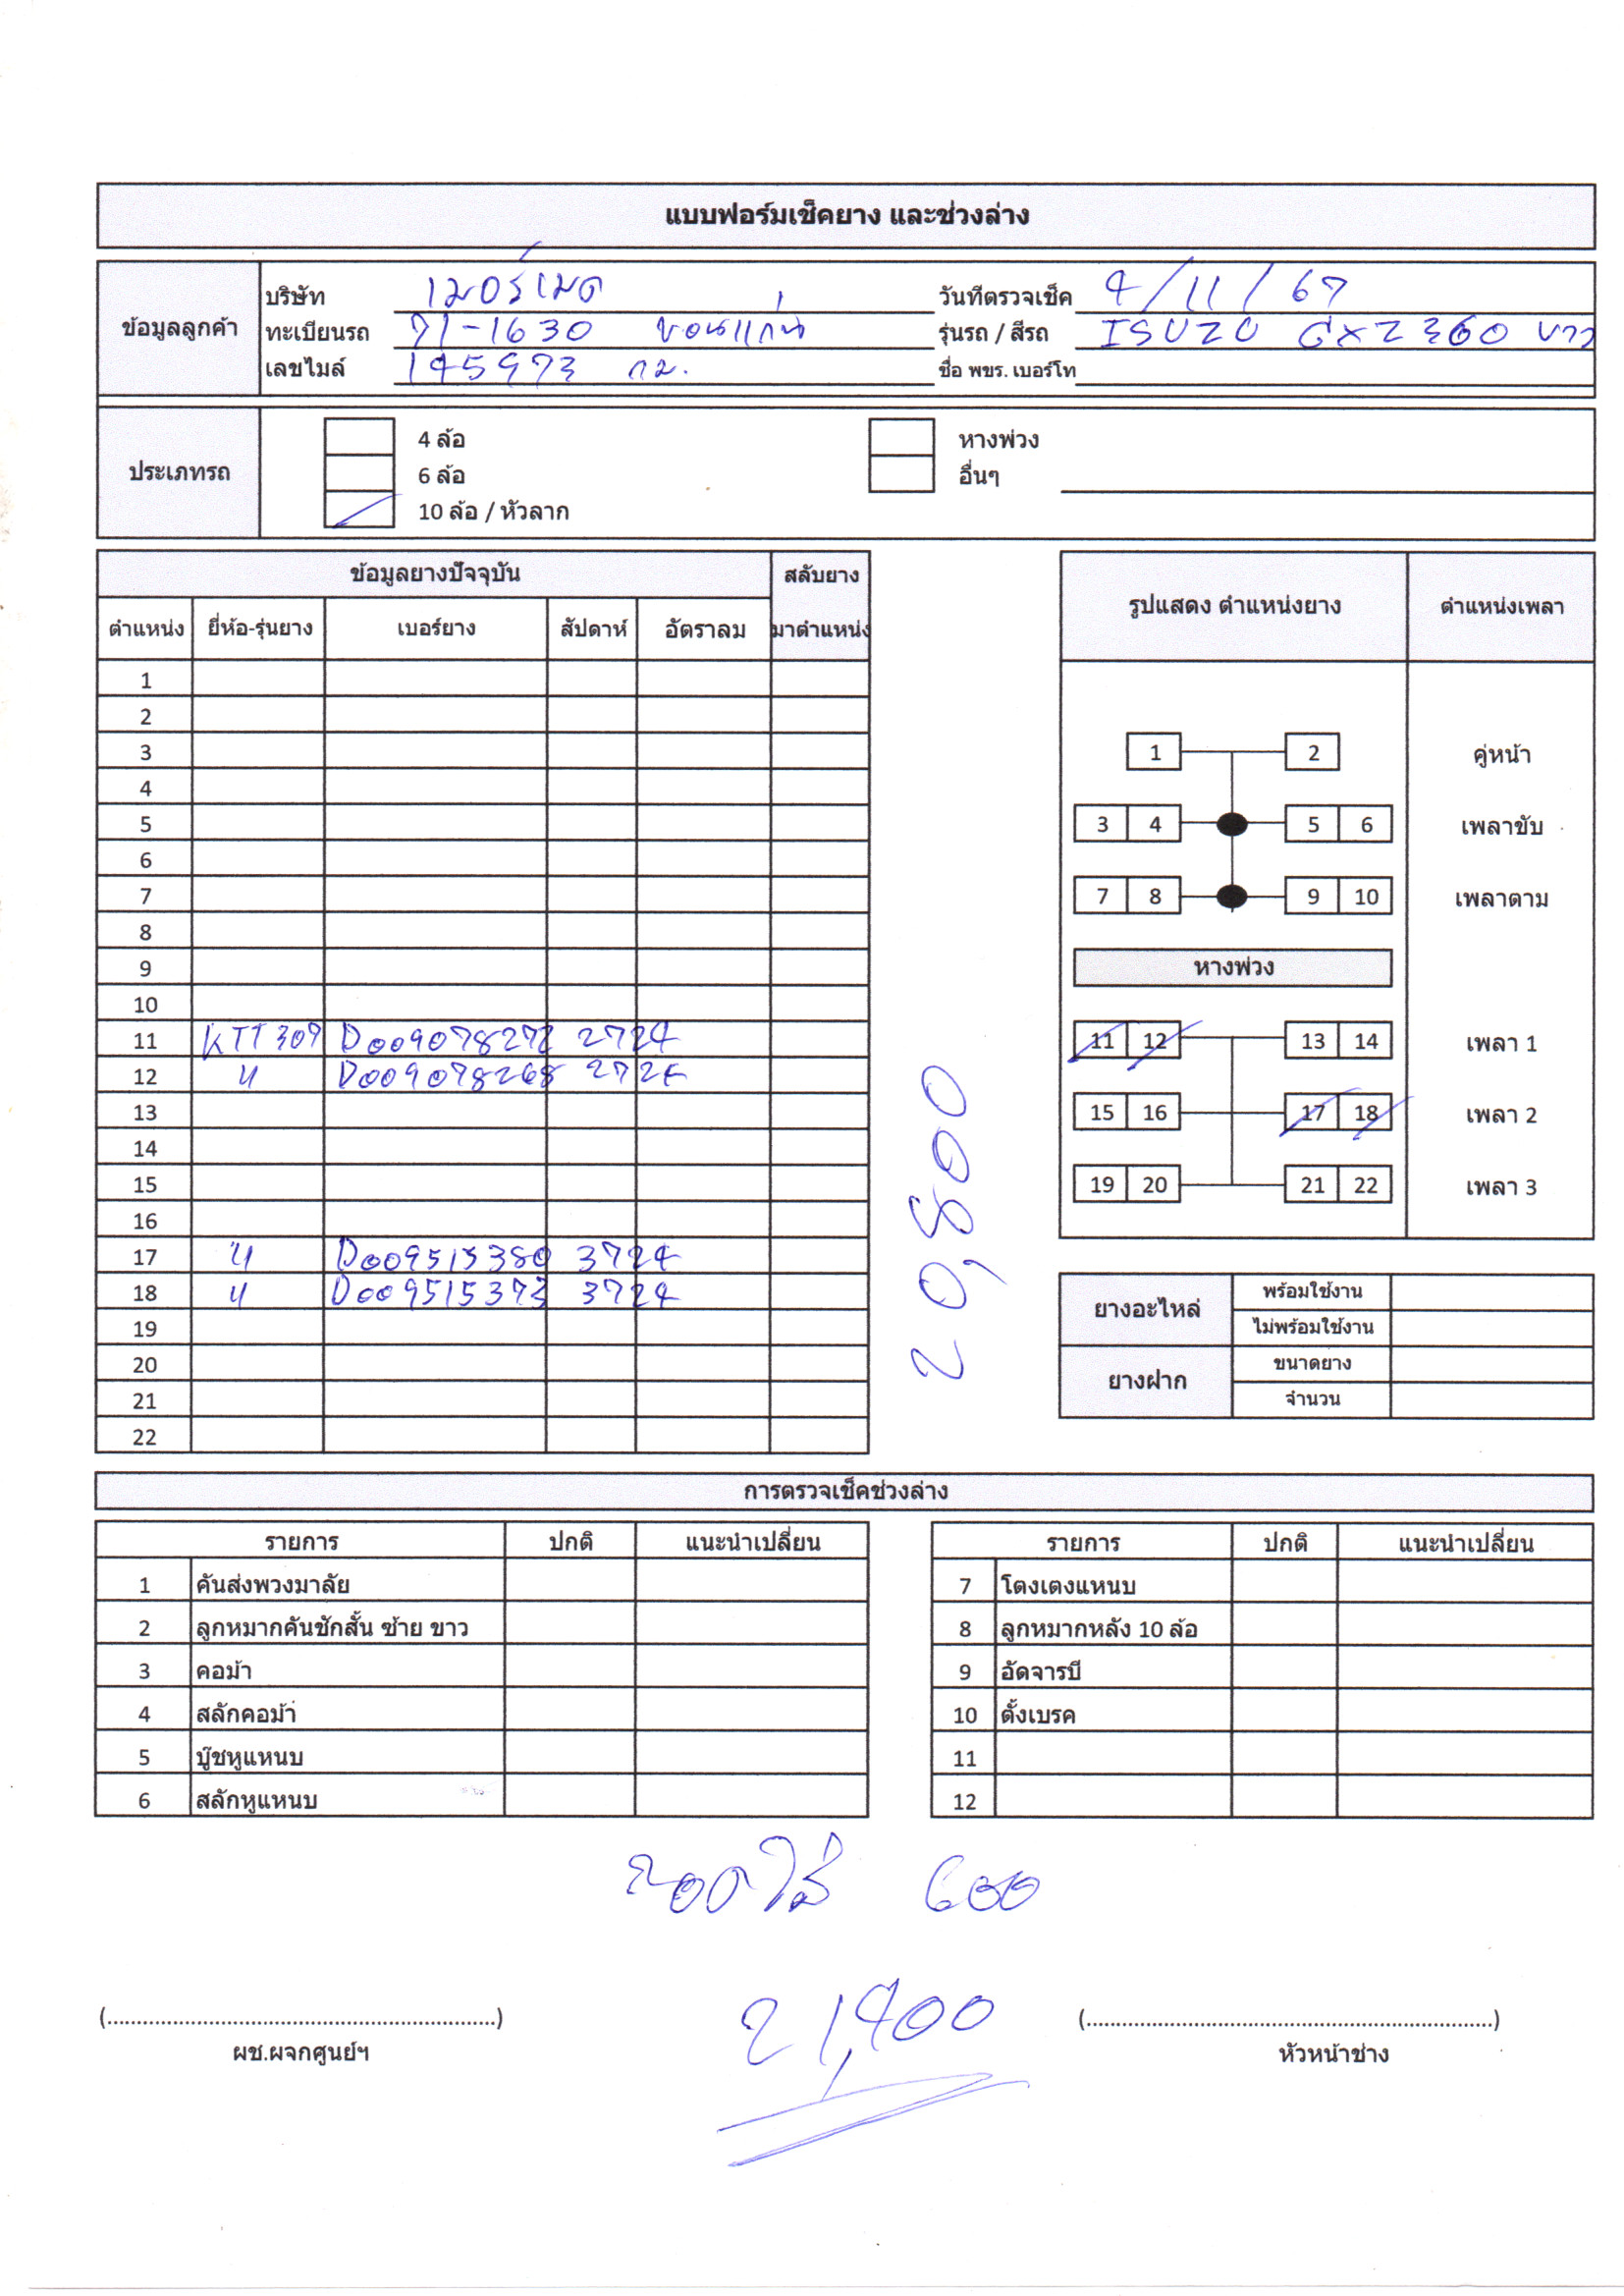 แบบฟอร์มเช็คยาง และช่วงล่าง
ข้อมูลลูกค้า
บริษัท เมอร์เมด วันที่ตรวจเช็ค 4/11/67
ทะเบียนรถ 71-1630 ขอนแก่น รุ่นรถ / สีรถ ISUZU GXZ360 ขาว
เลขไมล์ 145973 กม. ชื่อ พขร. เบอร์โท
ประเภทรถ
4 ล้อ หางพ่วง
6 ล้อ อื่นๆ
10 ล้อ / หัวลาก
ข้อมูลยางปัจจุบัน สลับยาง
ตำแหน่ง ยี่ห้อ-รุ่นยาง เบอร์ยาง สัปดาห์ อัตราลม มาตำแหน่ง
1
2
3
4
5
6
7
8
9
10
11 KTT307 D009078272 2724
12 " D009078268 2724
13
14
15
16
17 " D009515380 3724
18 " D009515373 3724
19
20
21
22
20,800
รูปแสดง ตำแหน่งยาง ตำแหน่งเพลา
1 2 คู่หน้า
3 4 5 6 เพลาขับ
7 8 9 10 เพลาตาม
หางพ่วง
11 12 13 14 เพลา 1
15 16 17 18 เพลา 2
19 20 21 22 เพลา 3
ยางอะไหล่ พร้อมใช้งาน
ไม่พร้อมใช้งาน
ยางฝาก ขนาดยาง
จำนวน
การตรวจเช็คช่วงล่าง
รายการ ปกติ แนะนำเปลี่ยน รายการ ปกติ แนะนำเปลี่ยน
1 คันส่งพวงมาลัย 7 โตงเตงแหนบ
2 ลูกหมากคันชักสั้น ซ้าย ขาว 8 ลูกหมากหลัง 10 ล้อ
3 คอม้า 9 อัดจารบี
4 สลักคอม้า 10 ตั้งเบรค
5 บู๊ชหูแหนบ 11
6 สลักหูแหนบ 12
ถอดใส่ 600
21,400
(..................................................................) (.....................................................................)
ผช.ผจกศูนย์ฯ หัวหน้าช่าง